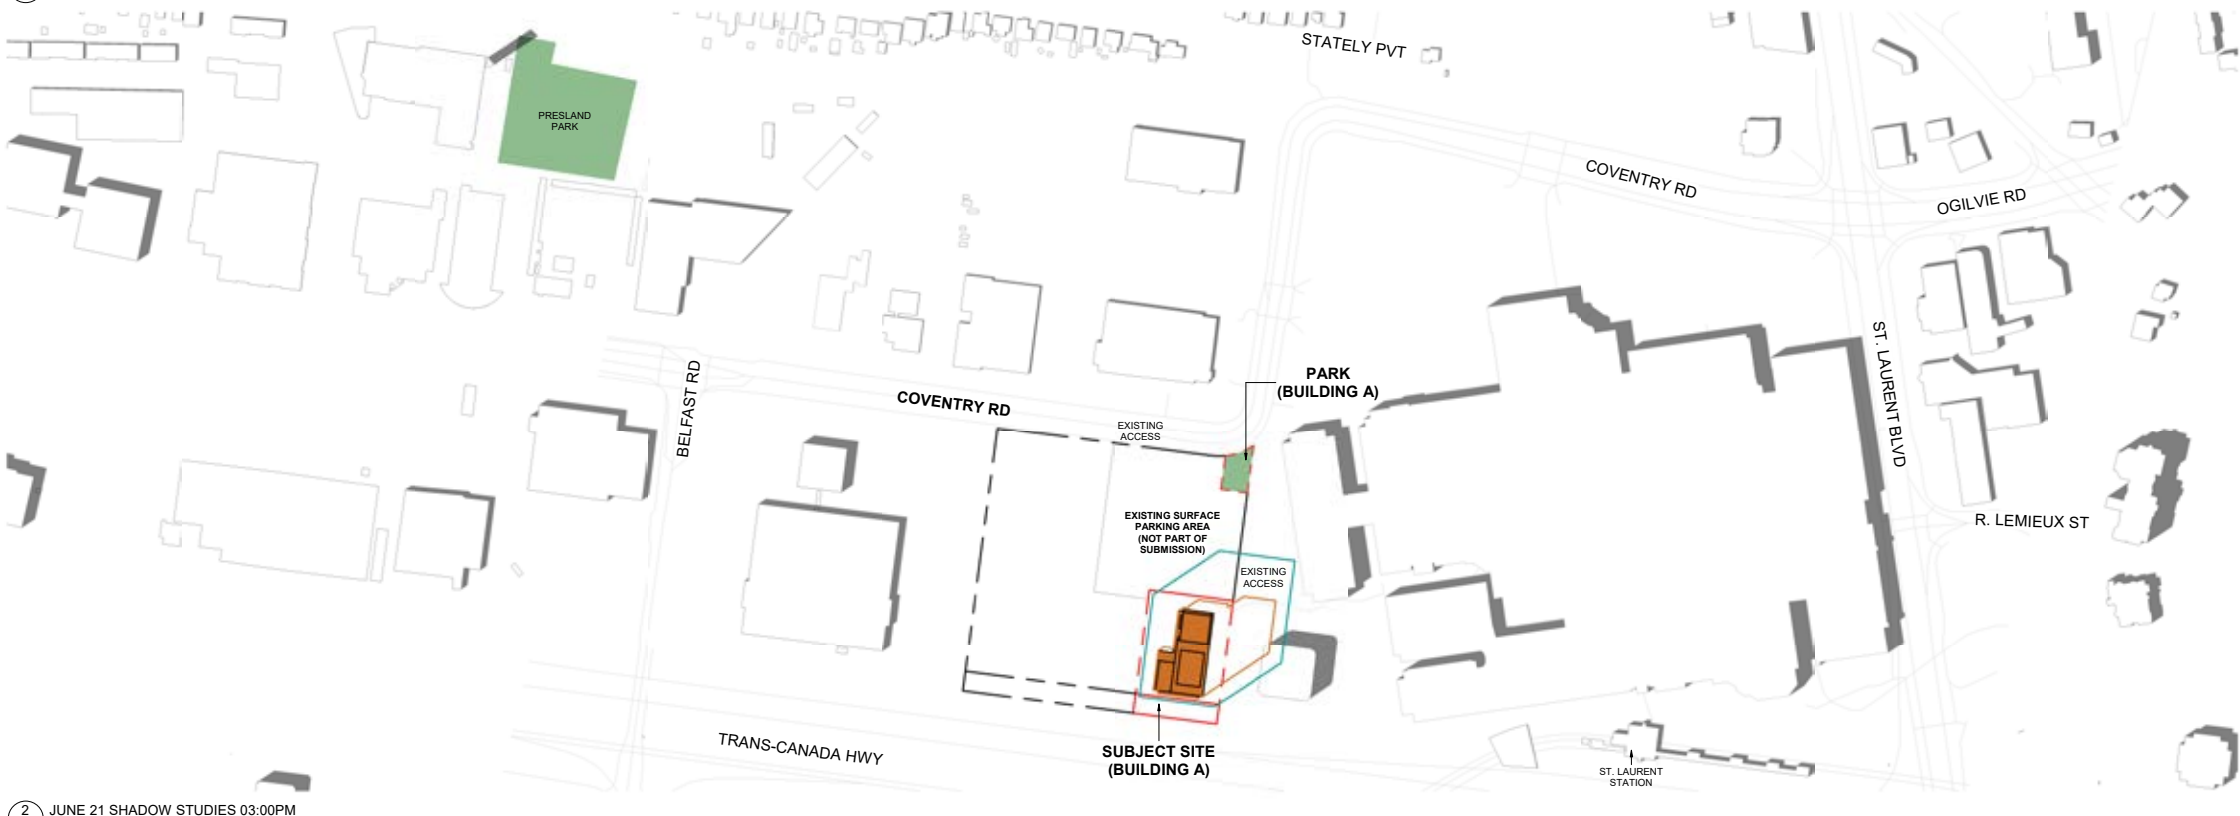 STATELY PVT
PRESLAND
PARK
COVENTRY RD
OGILVIE RD
ST. LAURENT BLVD
BELFAST RD
COVENTRY RD
PARK
(BUILDING A)
EXISTING
ACCESS
EXISTING SURFACE
PARKING AREA
(NOT PART OF
SUBMISSION)
R. LEMIEUX ST
EXISTING
ACCESS
TRANS-CANADA HWY
SUBJECT SITE
(BUILDING A)
ST. LAURENT
STATION
2 JUNE 21 SHADOW STUDIES 03:00PM